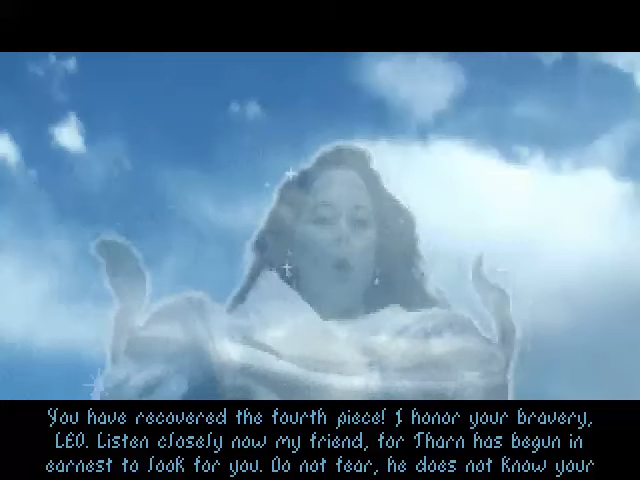 You have recovered the fourth piece! I honor your bravery,
LEO. Listen closely now my friend, for Tharn has begun in
earnest to look for you. Do not fear, he does not know your